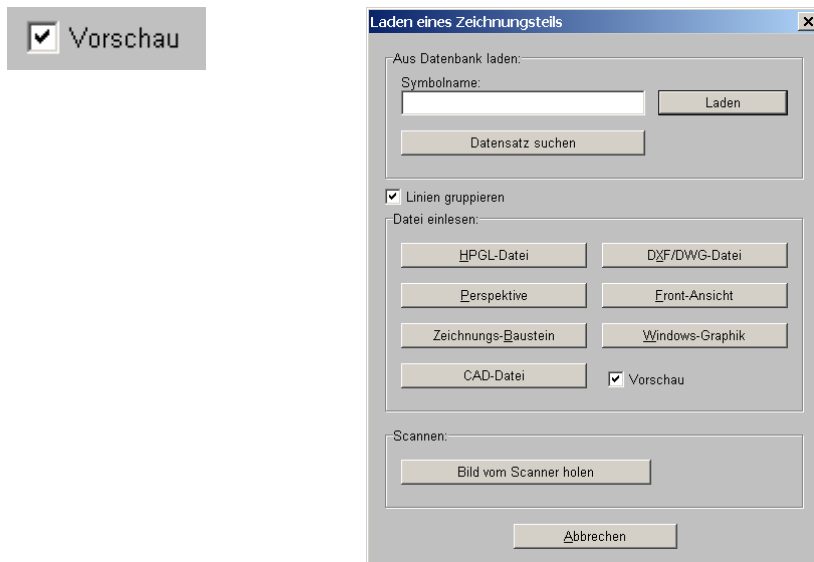 Vorschau
Laden eines Zeichnungsteils
Aus Datenbank laden:
Symbolname:
Laden
Datensatz suchen
Linien gruppieren
Datei einlesen:
HPGL-Datei
DXF/DWG-Datei
Perspektive
Front-Ansicht
Zeichnungs-Baustein
Windows-Graphik
CAD-Datei
Vorschau
Scannen:
Bild vom Scanner holen
Abbrechen